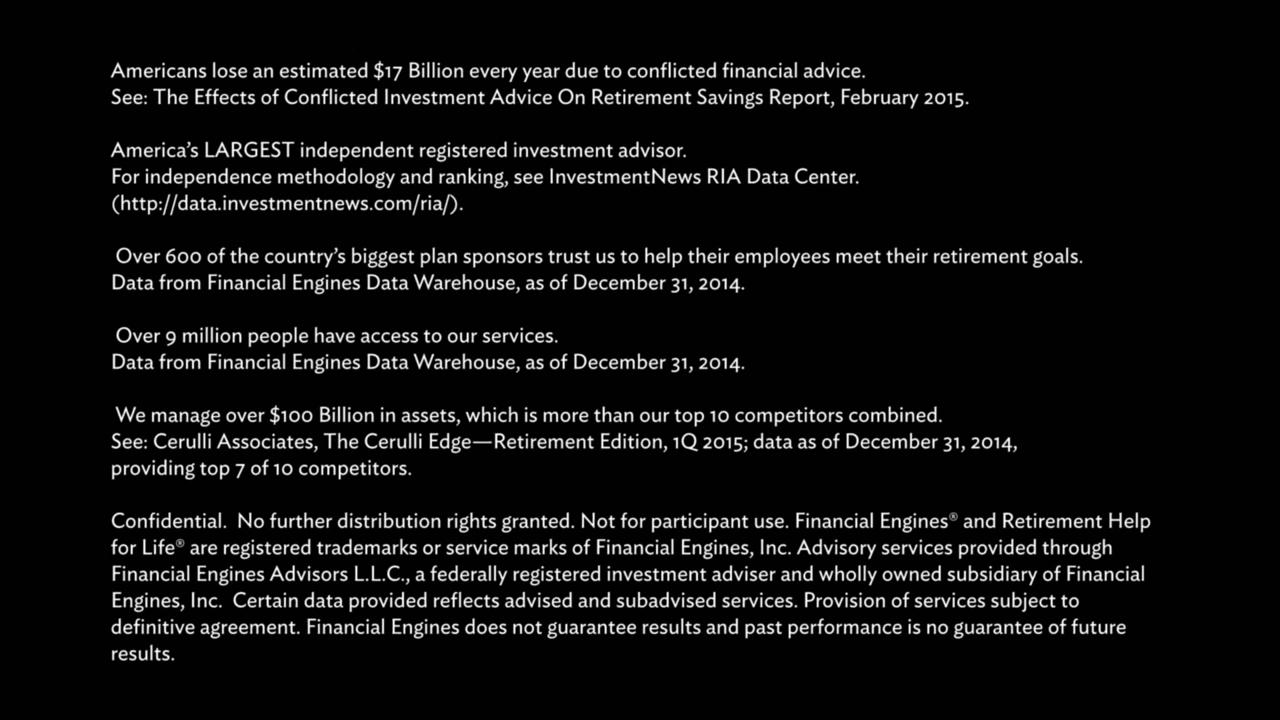 Americans lose an estimated $17 Billion every year due to conflicted financial advice.
See: The Effects of Conflicted Investment Advice On Retirement Savings Report, February 2015.
America's LARGEST independent registered investment advisor.
For independence methodology and ranking, see InvestmentNews RIA Data Center.
(http://data.investmentnews.com/ria/).
Over 600 of the country's biggest plan sponsors trust us to help their employees meet their retirement goals.
Data from Financial Engines Data Warehouse, as of December 31, 2014.
Over 9 million people have access to our services.
Data from Financial Engines Data Warehouse, as of December 31, 2014.
We manage over $100 Billion in assets, which is more than our top 10 competitors combined.
See: Cerulli Associates, The Cerulli Edge—Retirement Edition, 1Q 2015; data as of December 31, 2014,
providing top 7 of 10 competitors.
Confidential.  No further distribution rights granted. Not for participant use. Financial Engines® and Retirement Help
for Life® are registered trademarks or service marks of Financial Engines, Inc. Advisory services provided through
Financial Engines Advisors L.L.C., a federally registered investment adviser and wholly owned subsidiary of Financial
Engines, Inc.  Certain data provided reflects advised and subadvised services. Provision of services subject to
definitive agreement. Financial Engines does not guarantee results and past performance is no guarantee of future
results.